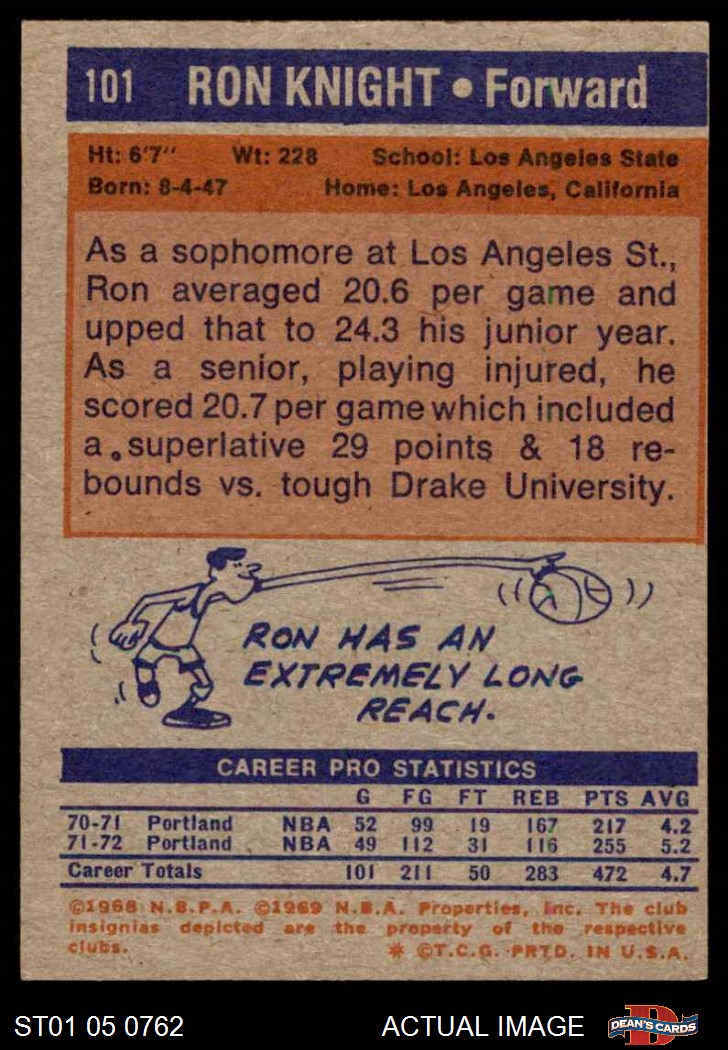 101 RON KNIGHT • Forward
Ht: 6'7" Wt: 228 School: Los Angeles State
Born: 8-4-47 Home: Los Angeles, California
As a sophomore at Los Angeles St.,
Ron averaged 20.6 per game and
upped that to 24.3 his junior year.
As a senior, playing injured, he
scored 20.7 per game which included
a superlative 29 points & 18 re-
bounds vs. tough Drake University.
RON HAS AN
EXTREMELY LONG
REACH.
CAREER PRO STATISTICS
G FG FT REB PTS AVG
70-71 Portland NBA 52 99 19 167 217 4.2
71-72 Portland NBA 49 112 31 116 255 5.2
Career Totals 101 211 50 283 472 4.7
©1968 N.B.P.A. ©1969 N.B.A. Properties, Inc. The club
insignias depicted are the property of the respective
clubs. * ©T.C.G. PRTD. IN U.S.A.
ST01 05 0762 ACTUAL IMAGE DEAN'S CARDS